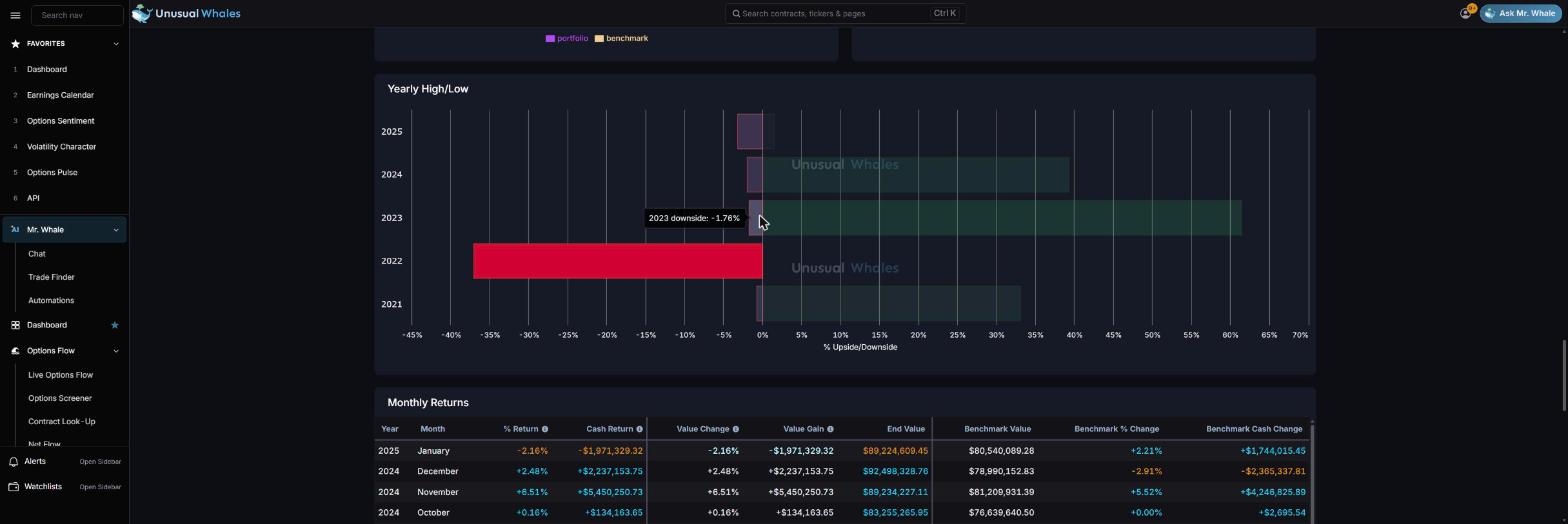 Search nav
Unusual Whales
Search contracts, tickers & pages
Ctrl K
9+
Ask Mr. Whale
FAVORITES
1 Dashboard
2 Earnings Calendar
3 Options Sentiment
4 Volatility Character
5 Options Pulse
6 API
AI Mr. Whale
Chat
Trade Finder
Automations
Dashboard
Options Flow
Live Options Flow
Options Screener
Contract Look-Up
Net Flow
Alerts Open Sidebar
Watchlists Open Sidebar
portfolio benchmark
Yearly High/Low
2025
Unusual Whales
2024
2023 downside: -1.76%
2023
2022
Unusual Whales
2021
-45% -40% -35% -30% -25% -20% -15% -10% -5% 0% 5% 10% 15% 20% 25% 30% 35% 40% 45% 50% 55% 60% 65% 70%
% Upside/Downside
Monthly Returns
Year Month % Return Cash Return Value Change Value Gain End Value Benchmark Value Benchmark % Change Benchmark Cash Change
2025 January -2.16% -$1,971,329.32 -2.16% -$1,971,329.32 $89,224,609.45 $80,540,089.28 +2.21% +$1,744,015.45
2024 December +2.48% +$2,237,153.75 +2.48% +$2,237,153.75 $92,498,328.76 $78,990,152.83 -2.91% -$2,365,337.81
2024 November +6.51% +$5,450,250.73 +6.51% +$5,450,250.73 $89,234,227.11 $81,209,931.39 +5.52% +$4,246,825.89
2024 October +0.16% +$134,163.65 +0.16% +$134,163.65 $83,255,265.95 $76,639,640.50 +0.00% +$2,695.54